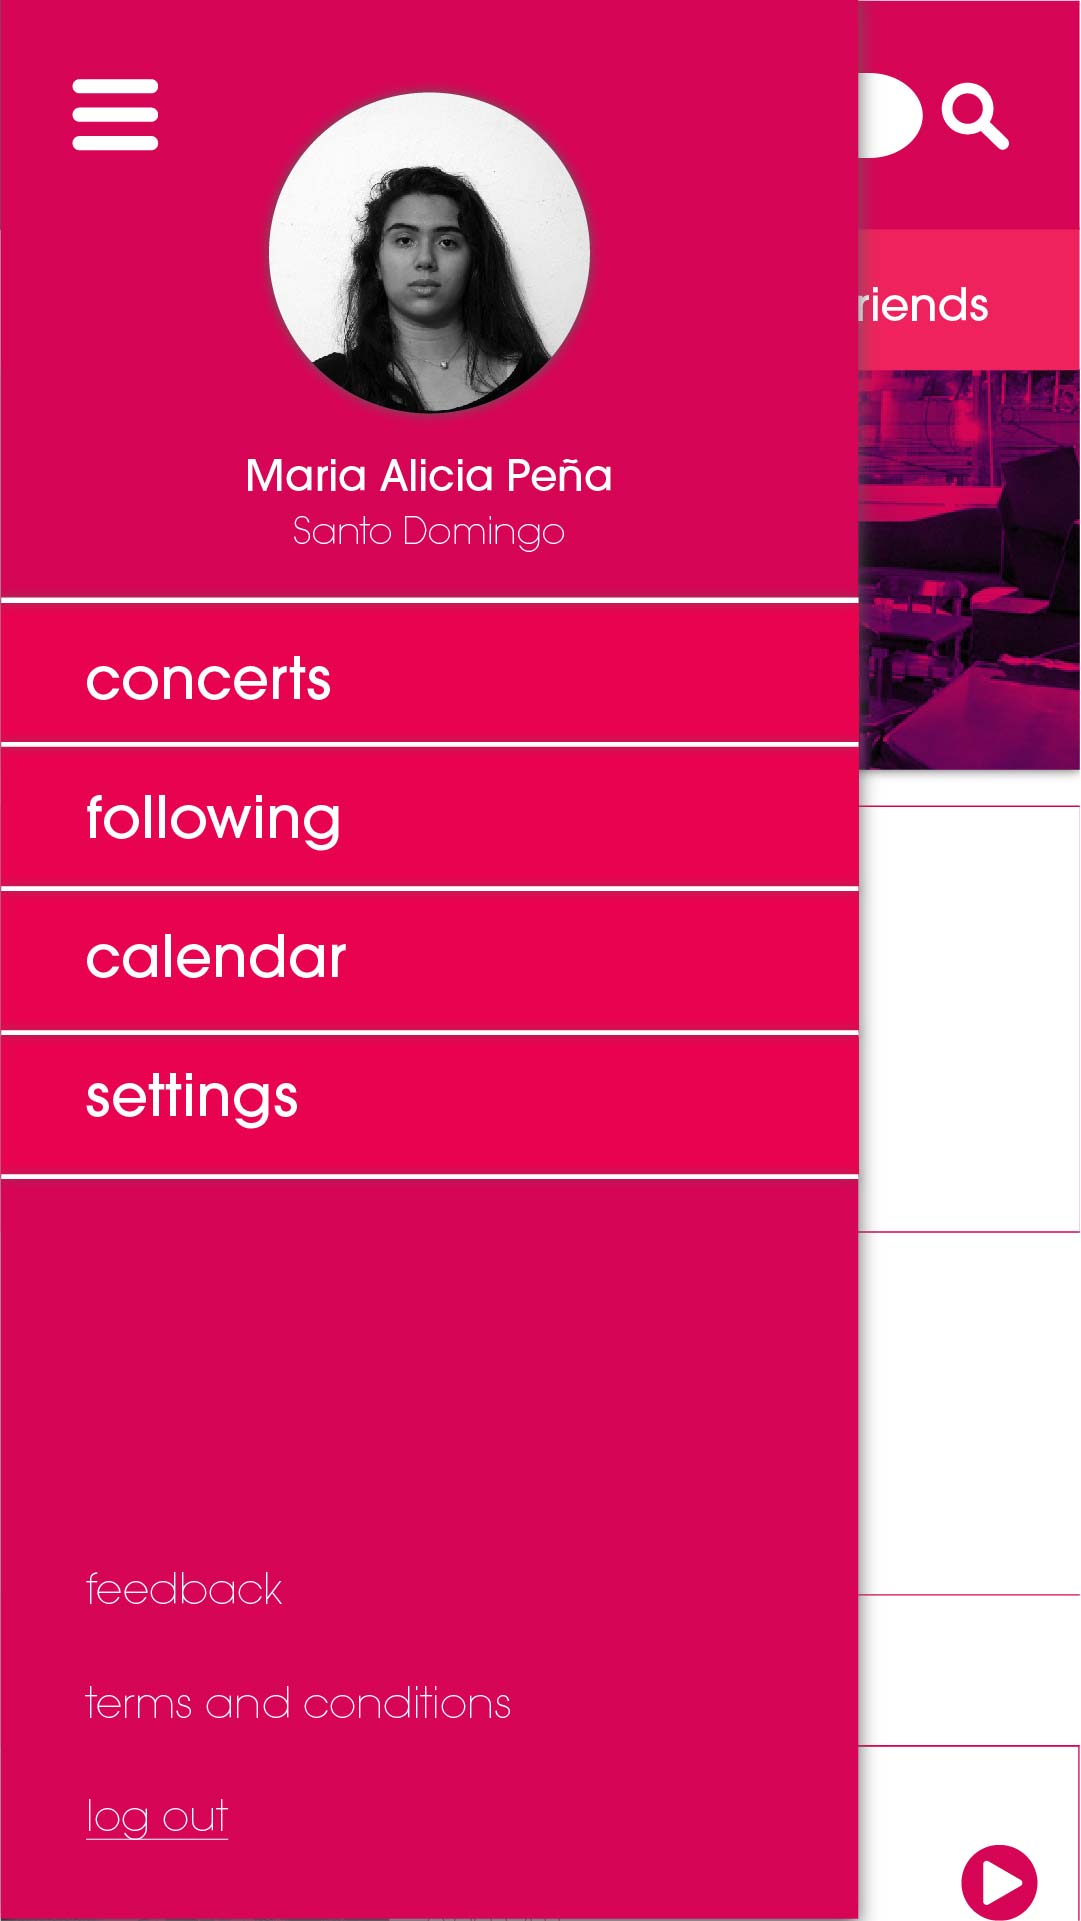 riends
Maria Alicia Peña
Santo Domingo
concerts
following
calendar
settings
feedback
terms and conditions
log out